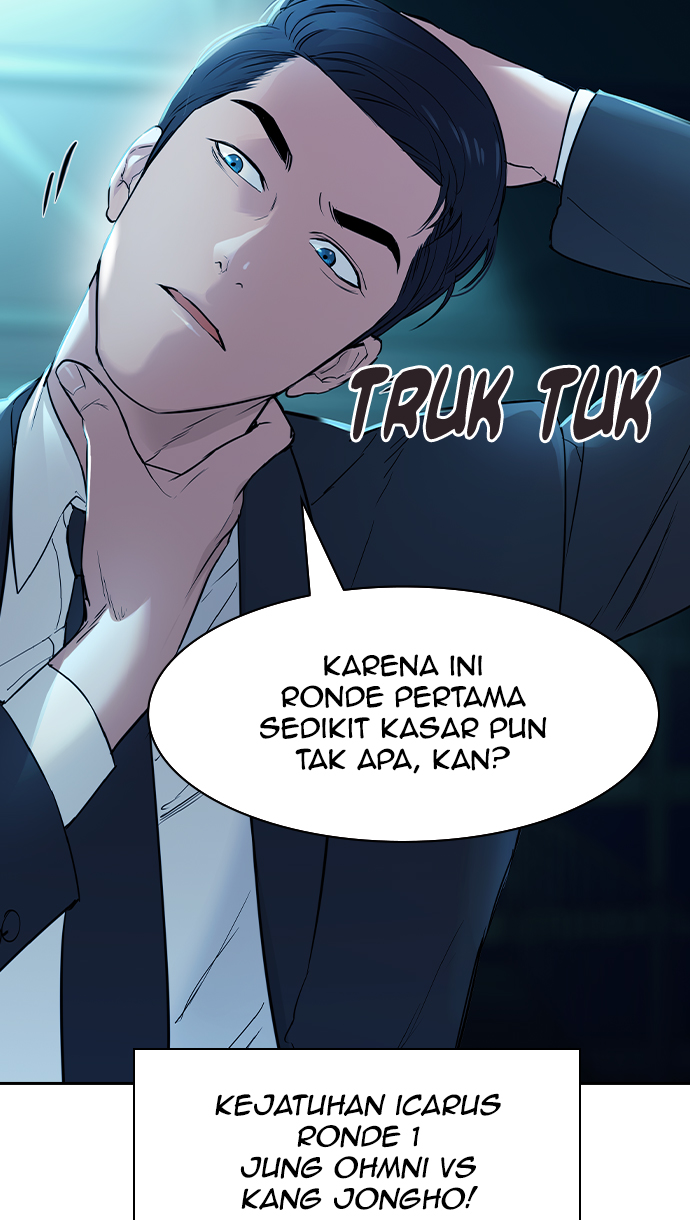 TRUK TUK
KARENA INI
RONDE PERTAMA
SEDIKIT KASAR PUN
TAK APA, KAN?
KEJATUHAN ICARUS
RONDE 1
JUNG OHMNI VS
KANG JONGHO!